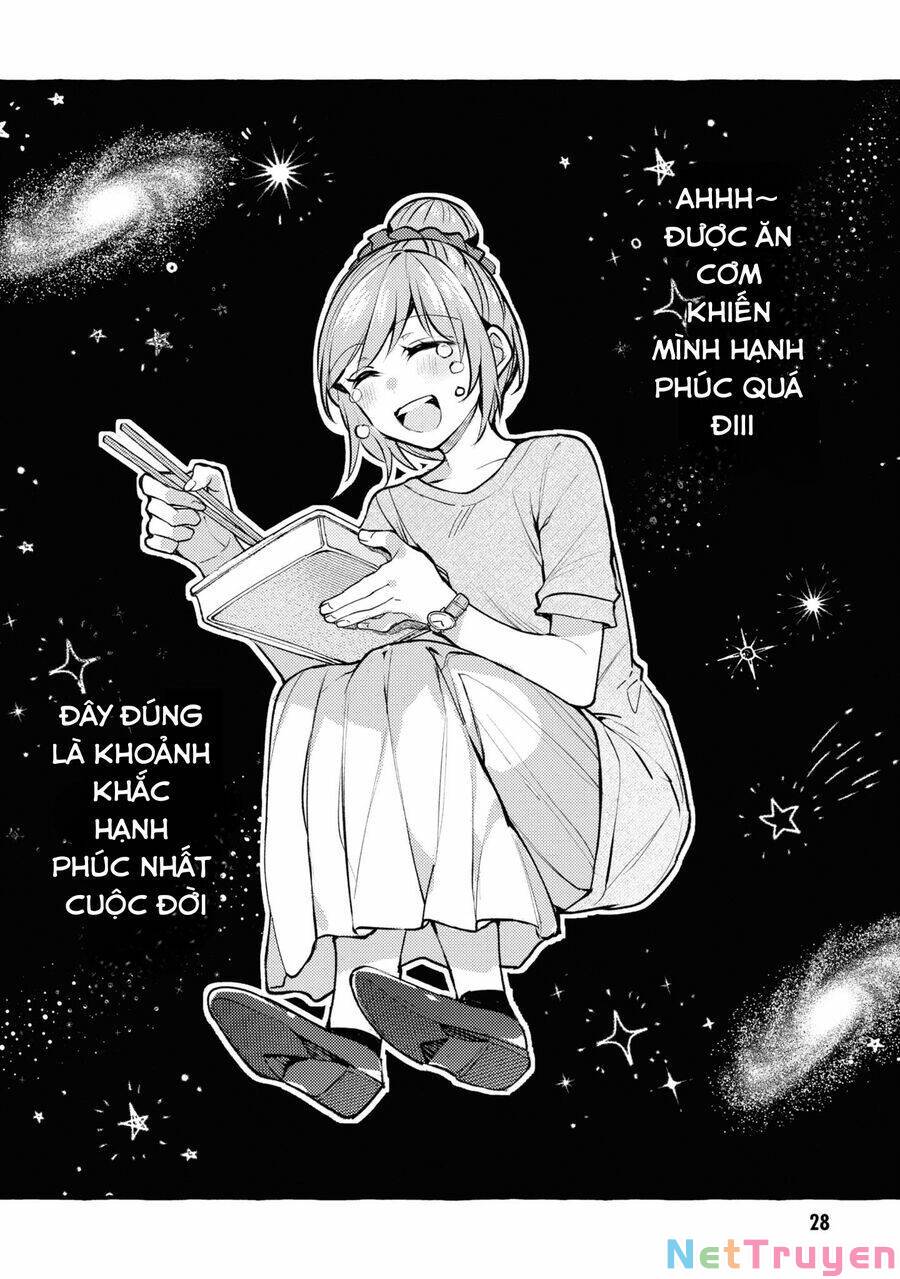 AHHH~
ĐƯỢC ĂN
CƠM
KHIẾN
MÌNH HẠNH
PHÚC QUÁ
ĐIII
ĐÂY ĐÚNG
LÀ KHOẢNH
KHẮC
HẠNH
PHÚC NHẤT
CUỘC ĐỜI
28
NetTruyen